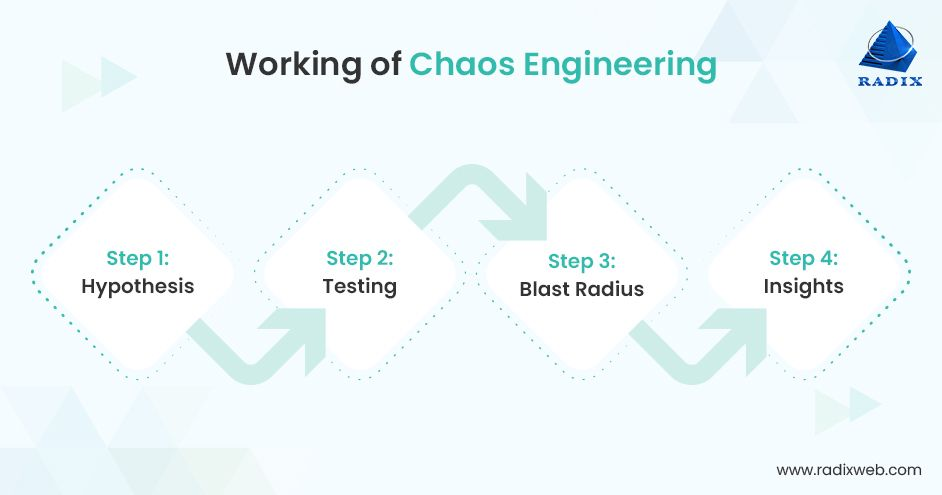 Working of Chaos Engineering
RADIX
Step 1:
Hypothesis
Step 2:
Testing
Step 3:
Blast Radius
Step 4:
Insights
www.radixweb.com